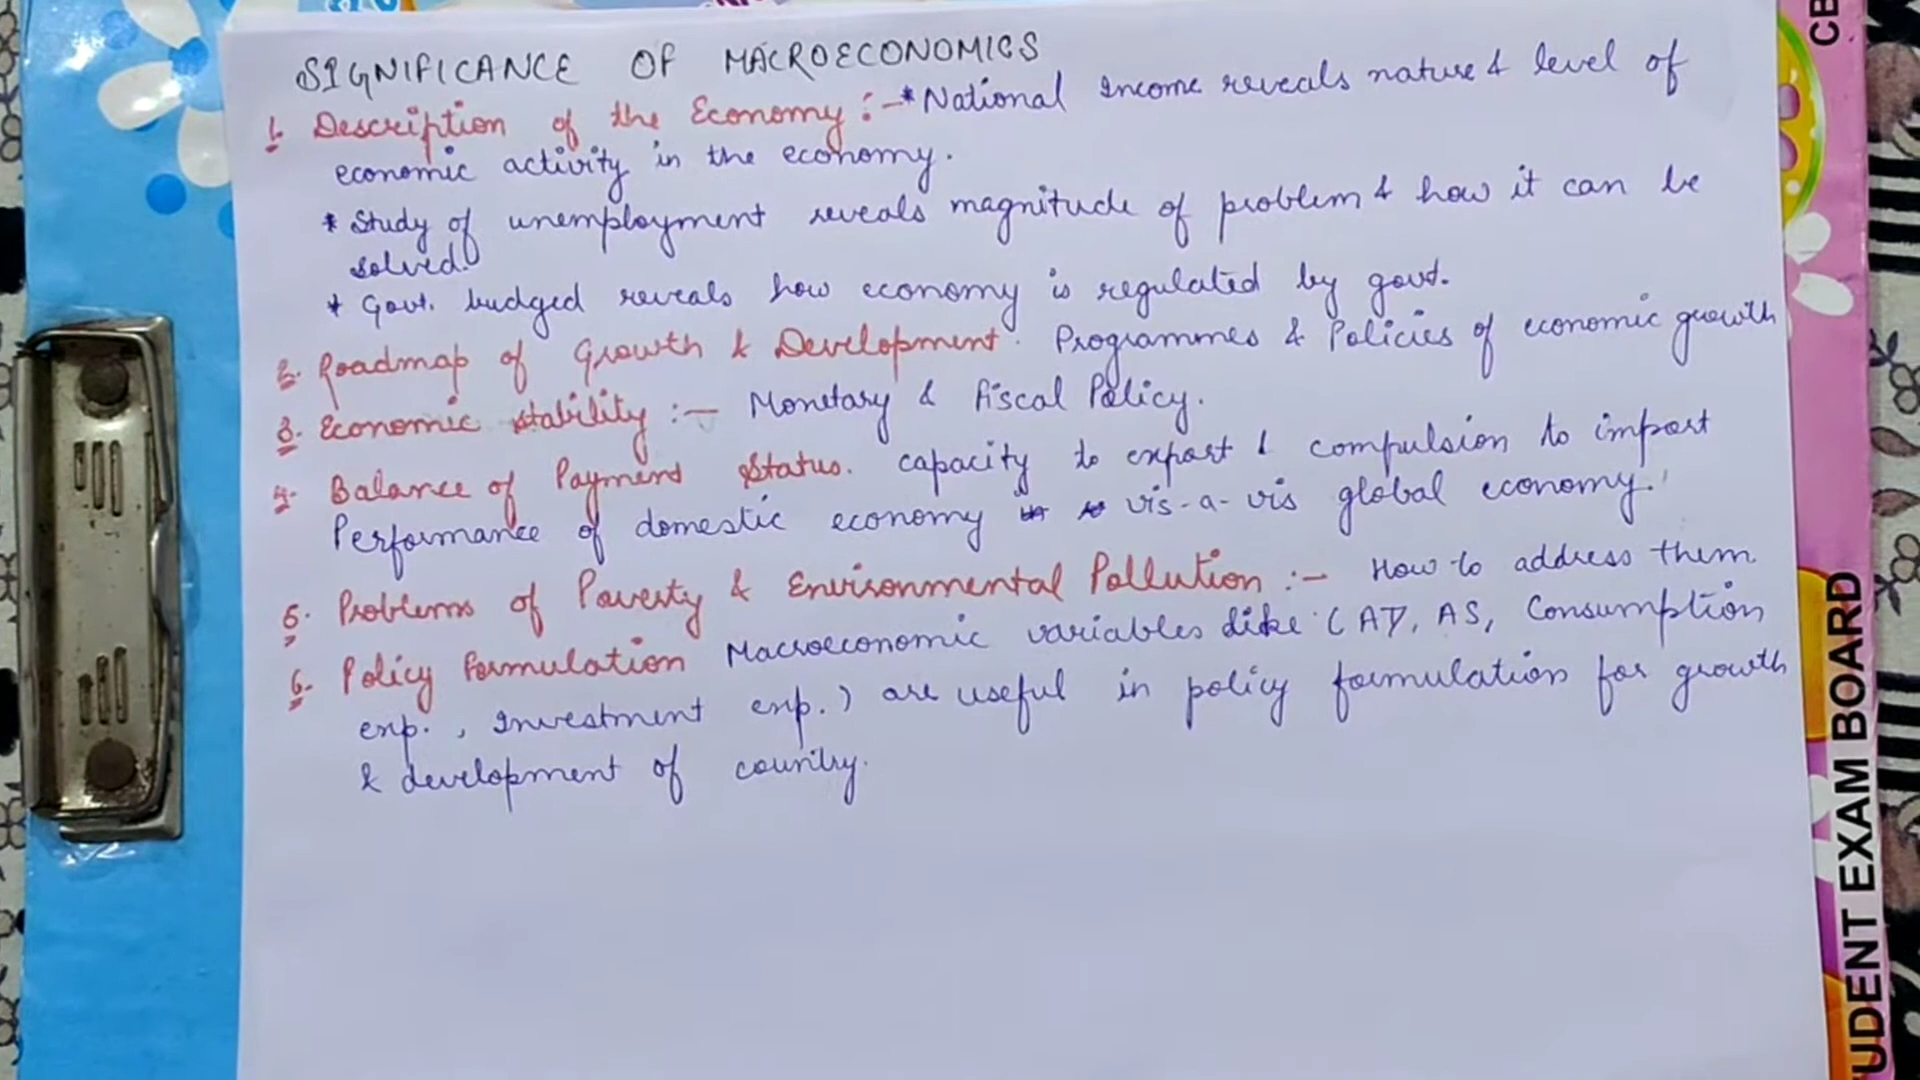 SIGNIFICANCE OF MACROECONOMICS
1. Description of the Economy :- * National Income reveals nature & level of
economic activity in the economy.
* Study of unemployment reveals magnitude of problem & how it can be
solved.
* Govt. budged reveals how economy is regulated by govt.
2. Roadmap of Growth & Development. Programmes & Policies of economic growth
3. Economic stability :- Monetary & Fiscal Policy.
4. Balance of Payment Status. capacity to export & compulsion to import
Performance of domestic economy vis-a-vis global economy.
5. Problems of Poverty & Environmental Pollution :- How to address them
6. Policy Formulation Macroeconomic variables like (AD, AS, Consumption
exp., Investment exp.) are useful in policy formulation for growth
& development of country.
CB
UDENT EXAM BOARD